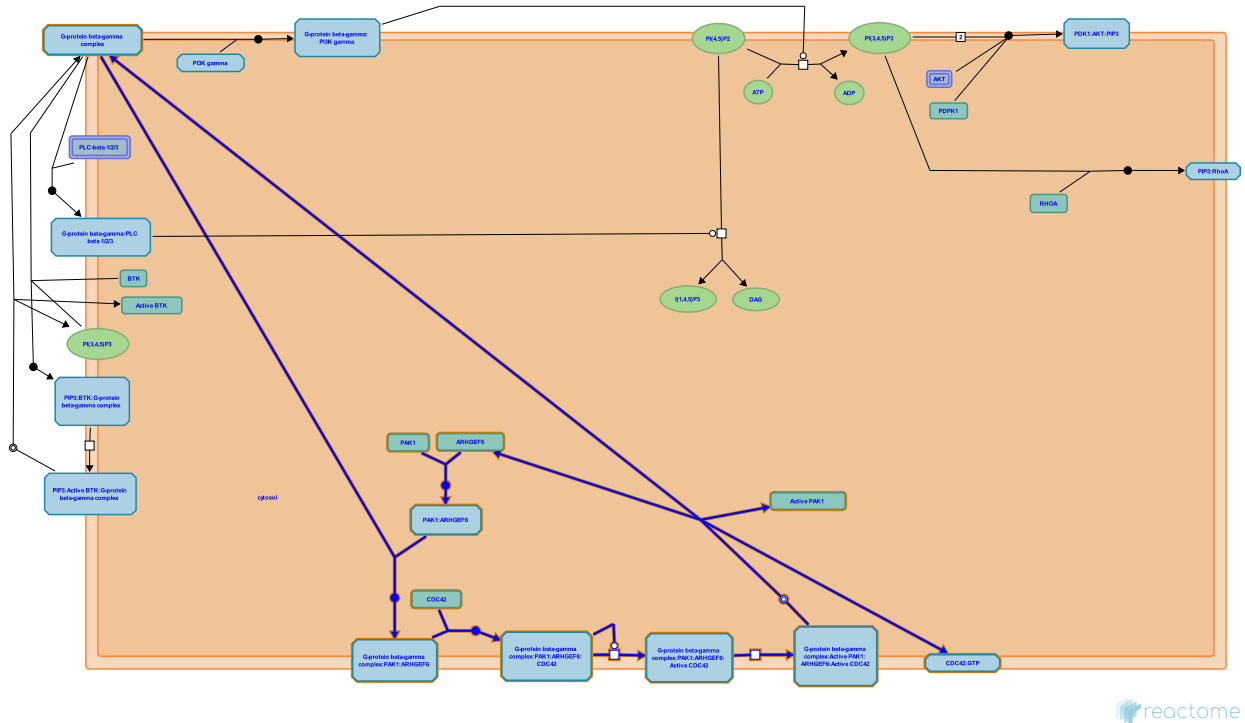 G-protein beta-gamma
complex
PI3K gamma
G-protein beta-gamma:
PI3K gamma
PI(4,5)P2
ATP
ADP
PI(3,4,5)P3
2
AKT
PDPK1
PDK1:AKT:PIP3
PIP3:RhoA
RHOA
PLC-beta 1/2/3
G-protein beta-gamma:PLC
beta 1/2/3
BTK
Active BTK
PI(3,4,5)P3
I(1,4,5)P3
DAG
PIP3:BTK:G-protein
beta-gamma complex
PIP3:Active BTK:G-protein
beta-gamma complex
cytosol
PAK1
ARHGEF6
PAK1:ARHGEF6
Active PAK1
CDC42
G-protein beta-gamma
complex:PAK1:ARHGEF6
G-protein beta-gamma
complex:PAK1:ARHGEF6:
CDC42
G-protein beta-gamma
complex:PAK1:ARHGEF6:
Active CDC42
G-protein beta-gamma
complex:Active PAK1:
ARHGEF6:Active CDC42
CDC42:GTP
reactome